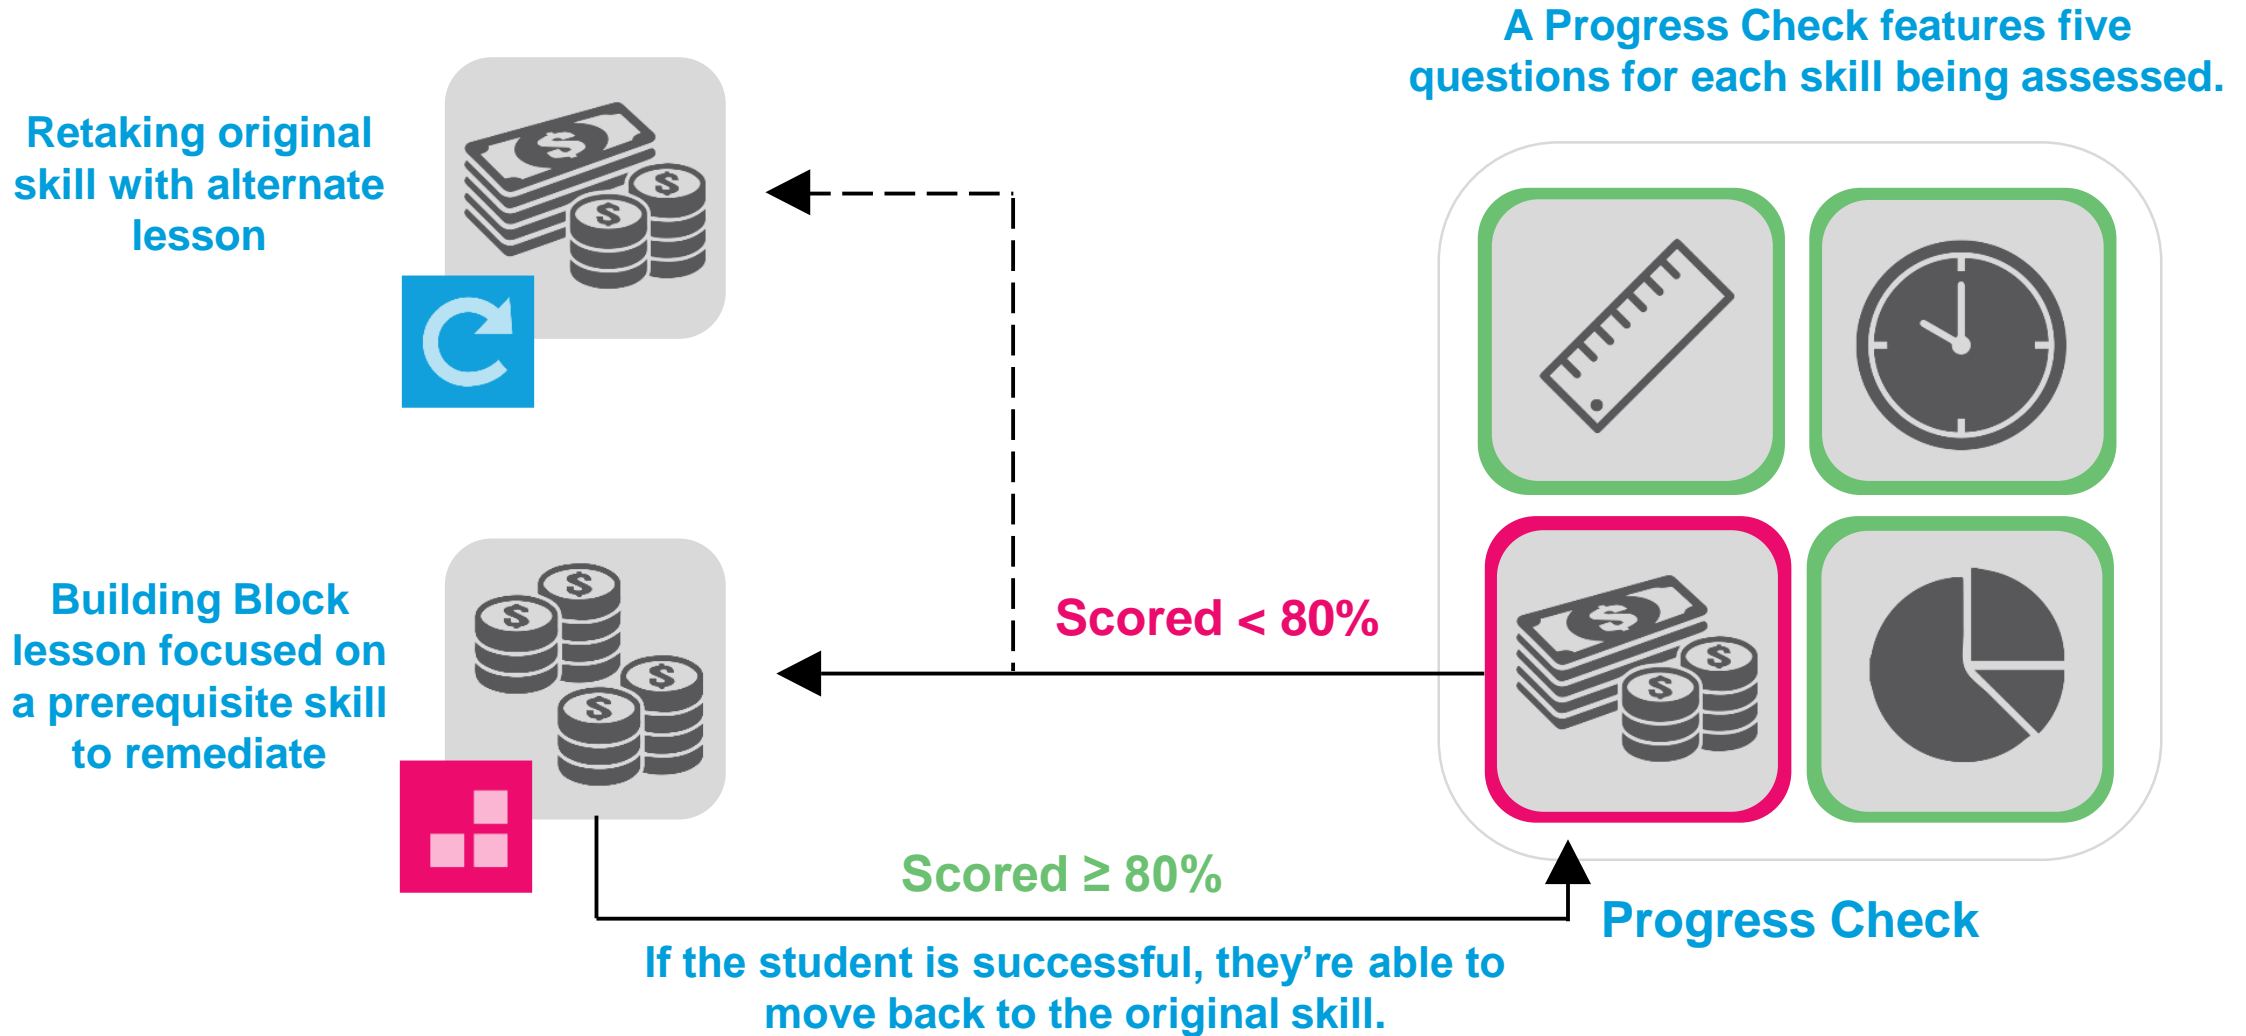 A Progress Check features five
questions for each skill being assessed.
Retaking original
skill with alternate
lesson
Building Block
lesson focused on
a prerequisite skill
to remediate
Scored < 80%
Scored ≥ 80%
Progress Check
If the student is successful, they’re able to
move back to the original skill.